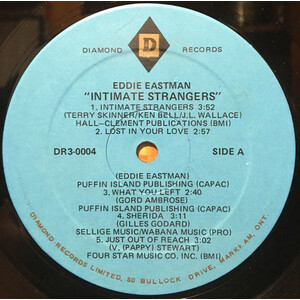 DIAMOND D RECORDS
EDDIE EASTMAN
"INTIMATE STRANGERS"
1. INTIMATE STRANGERS 3:52
(TERRY SKINNER/KEN BELL/J.L. WALLACE)
HALL-CLEMENT PUBLICATIONS (BMI)
2. LOST IN YOUR LOVE 2:57
DR3-0004 SIDE A
(EDDIE EASTMAN)
PUFFIN ISLAND PUBLISHING (CAPAC)
3. WHAT YOU LEFT 2:40
(GORD AMBROSE)
PUFFIN ISLAND PUBLISHING (CAPAC)
4. SHERIDA 3:11
(GILLES GODARD)
SELLIGE MUSIC/WABANA MUSIC (PRO)
5. JUST OUT OF REACH 3:02
(V. (PAPPY) STEWART)
FOUR STAR MUSIC CO. INC. (BMI)
DIAMOND RECORDS LIMITED, 50 BULLOCK DRIVE, MARKHAM, ONT.